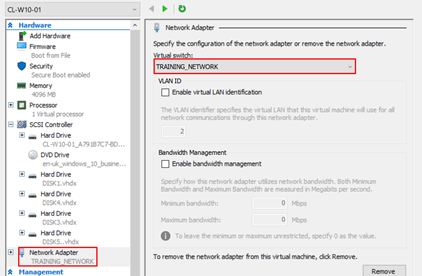 CL-W10-01
Hardware
Add Hardware
Firmware
Boot from File
Security
Secure Boot enabled
Memory
4096 MB
Processor
1 Virtual processor
SCSI Controller
Hard Drive
CL-W10-01_A791B7C7-BD...
DVD Drive
en-uk_windows_10_busine...
Hard Drive
DISK1.vhdx
Hard Drive
DISK3.vhdx
Hard Drive
DISK4.vhdx
Hard Drive
DISK5..vhdx
Network Adapter
TRAINING_NETWORK
Management
Network Adapter
Specify the configuration of the network adapter or remove the network adapter.
Virtual switch:
TRAINING_NETWORK
VLAN ID
Enable virtual LAN identification
The VLAN identifier specifies the virtual LAN that this virtual machine will use for all
network communications through this network adapter.
2
Bandwidth Management
Enable bandwidth management
Specify how this network adapter utilizes network bandwidth. Both Minimum
Bandwidth and Maximum Bandwidth are measured in Megabits per second.
Minimum bandwidth: 0 Mbps
Maximum bandwidth: 0 Mbps
To leave the minimum or maximum unrestricted, specify 0 as the value.
To remove the network adapter from this virtual machine, click Remove.
Remove